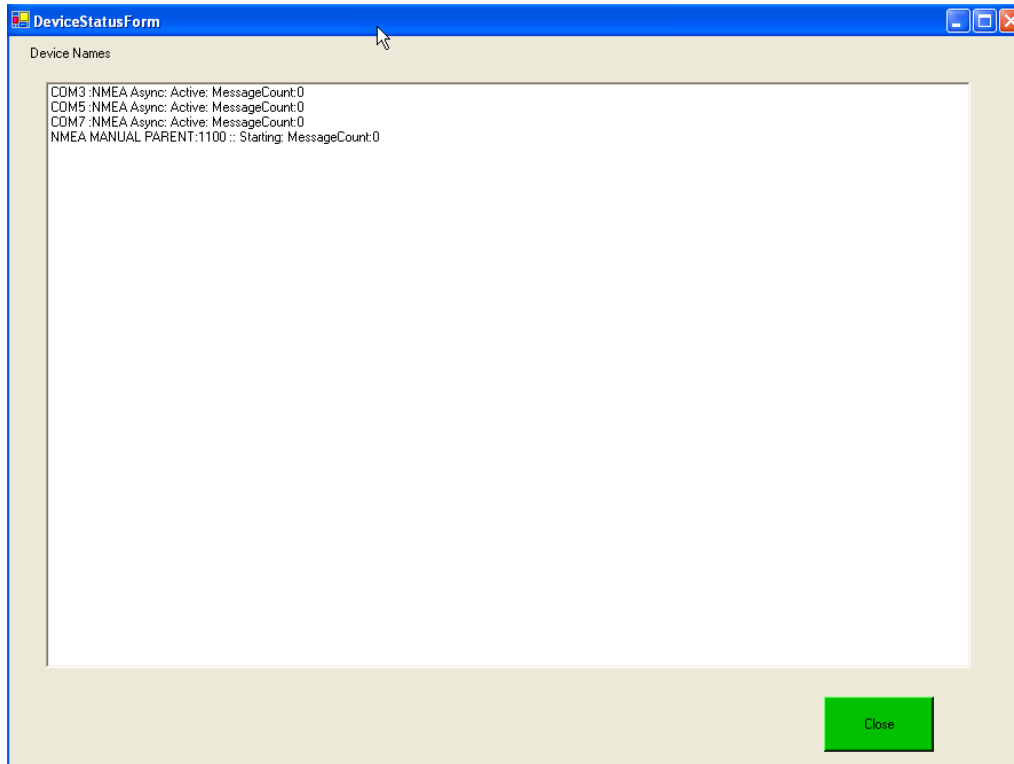 DeviceStatusForm
Device Names
COM3 :NMEA Async: Active: MessageCount:0
COM5 :NMEA Async: Active: MessageCount:0
COM7 :NMEA Async: Active: MessageCount:0
NMEA MANUAL PARENT:1100 :: Starting: MessageCount:0
Close